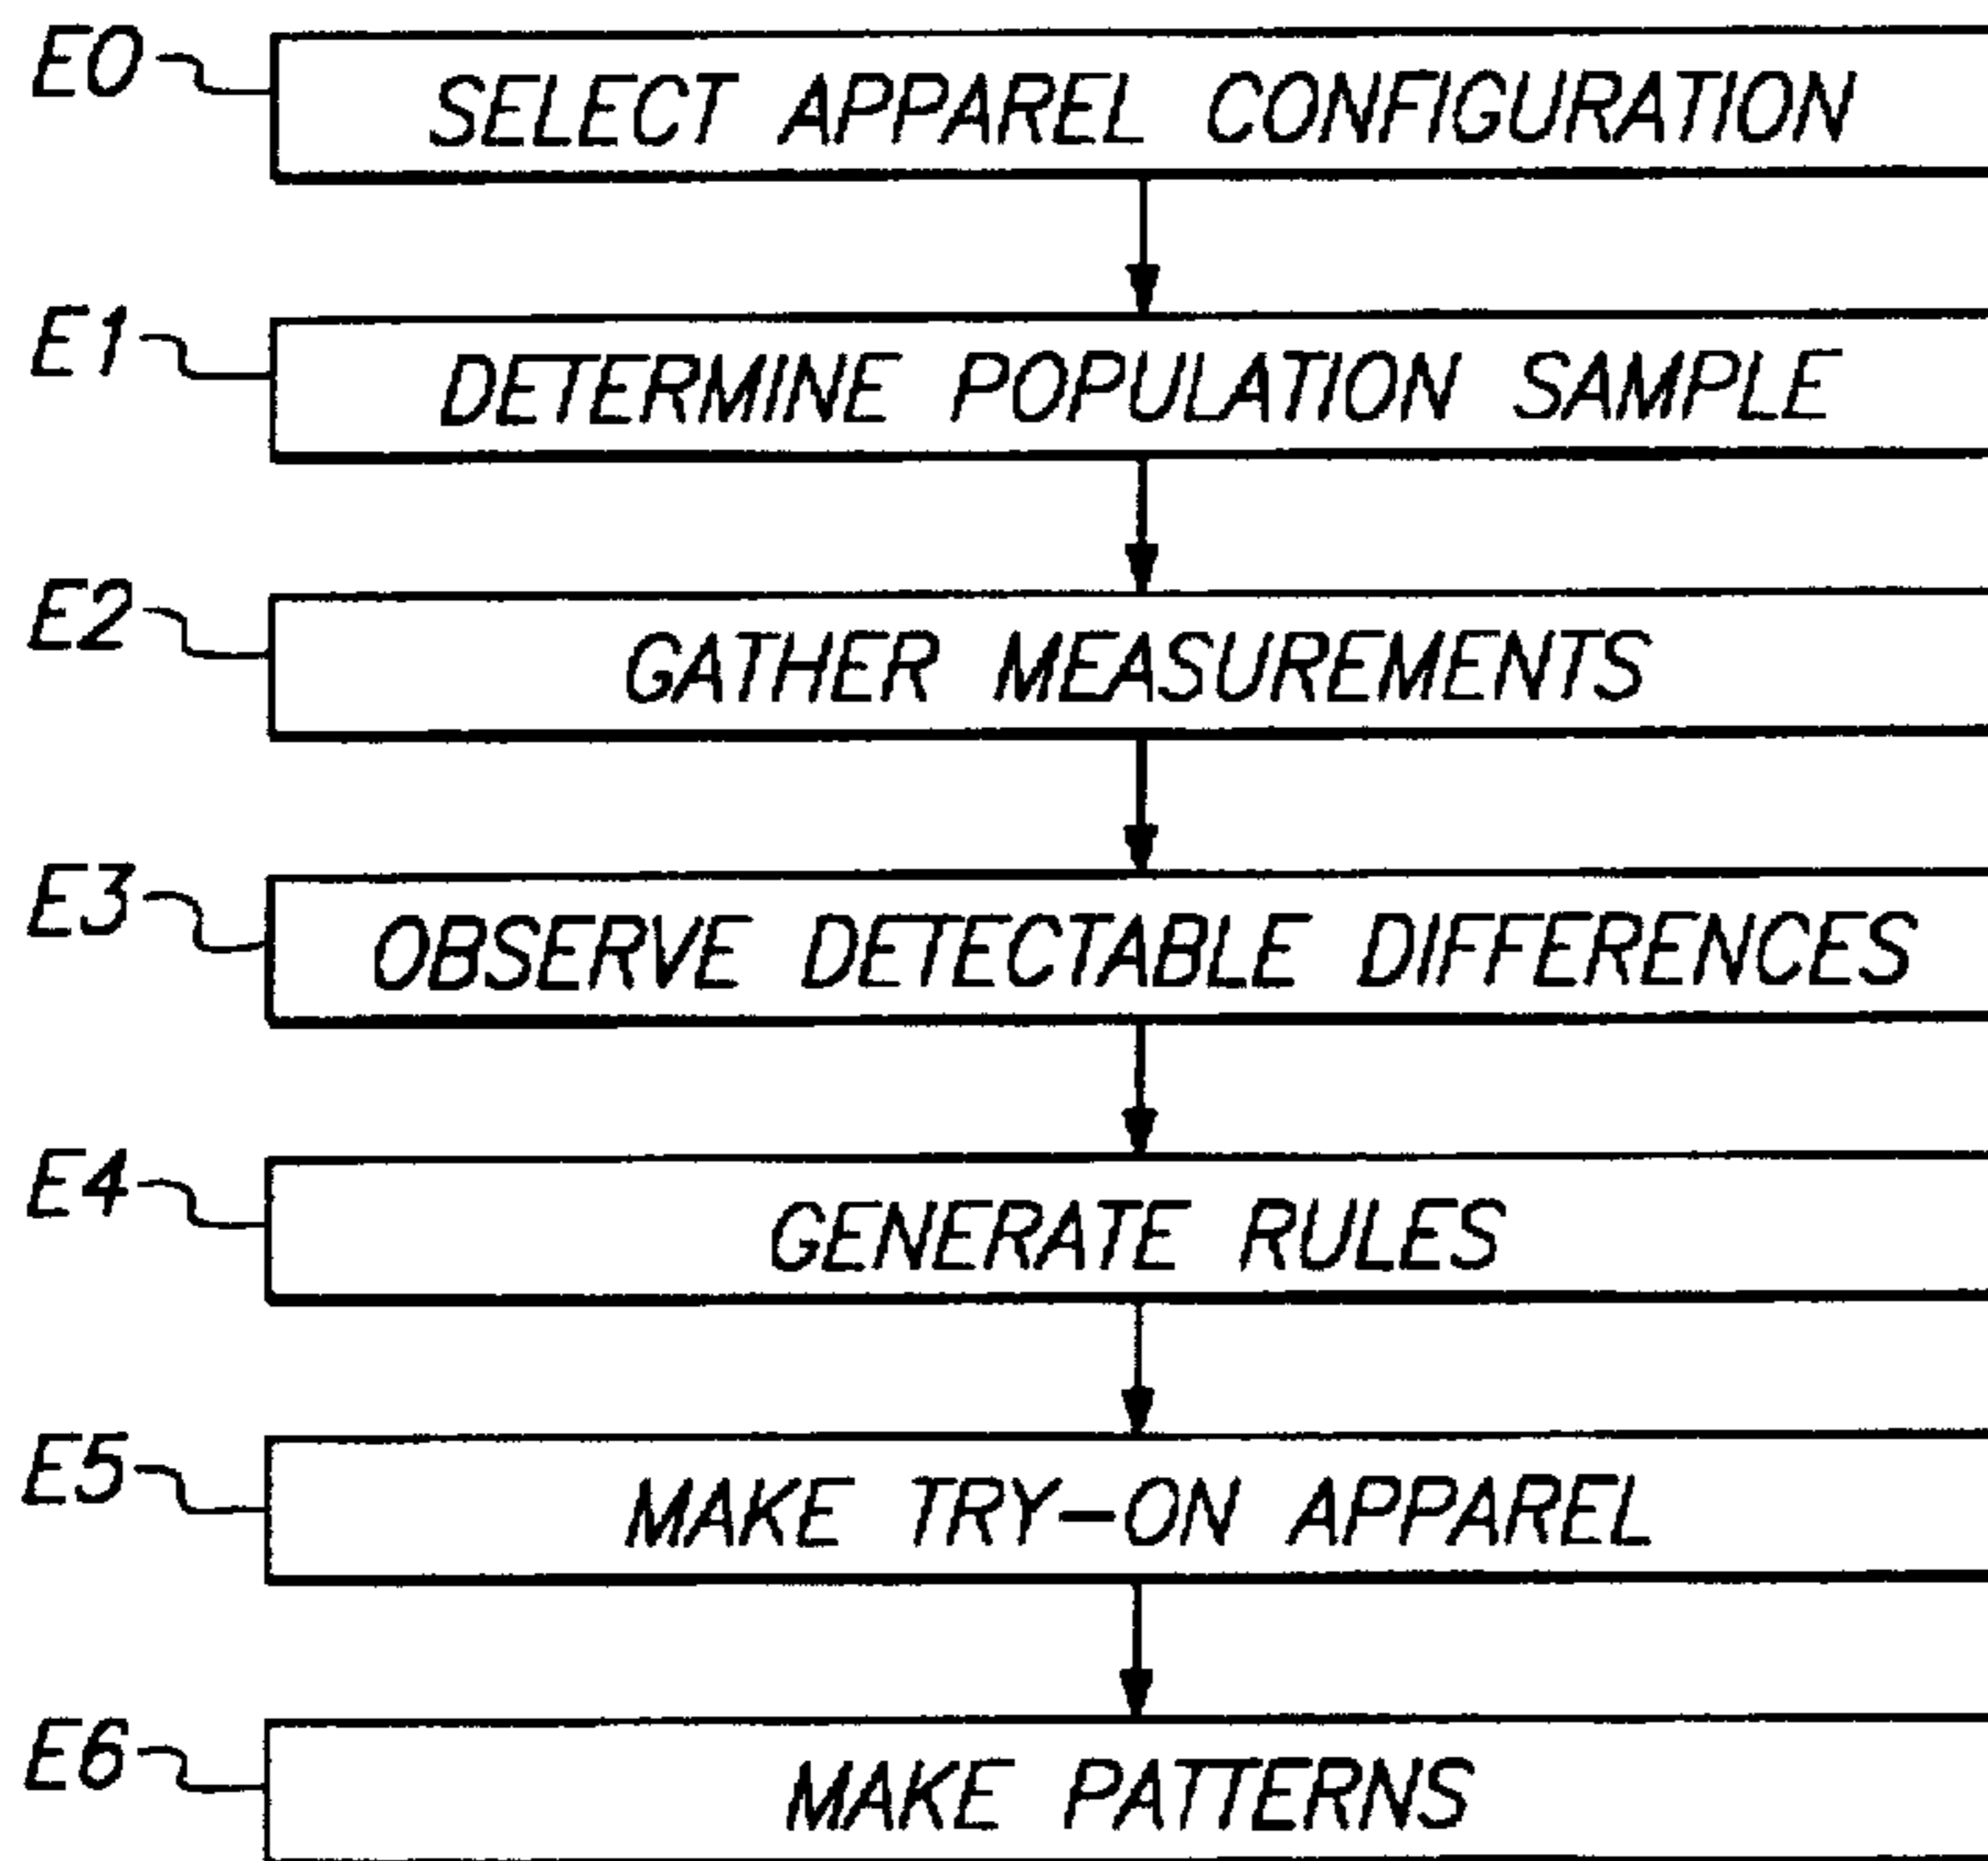 E0 SELECT APPAREL CONFIGURATION
E1 DETERMINE POPULATION SAMPLE
E2 GATHER MEASUREMENTS
E3 OBSERVE DETECTABLE DIFFERENCES
E4 GENERATE RULES
E5 MAKE TRY-ON APPAREL
E6 MAKE PATTERNS